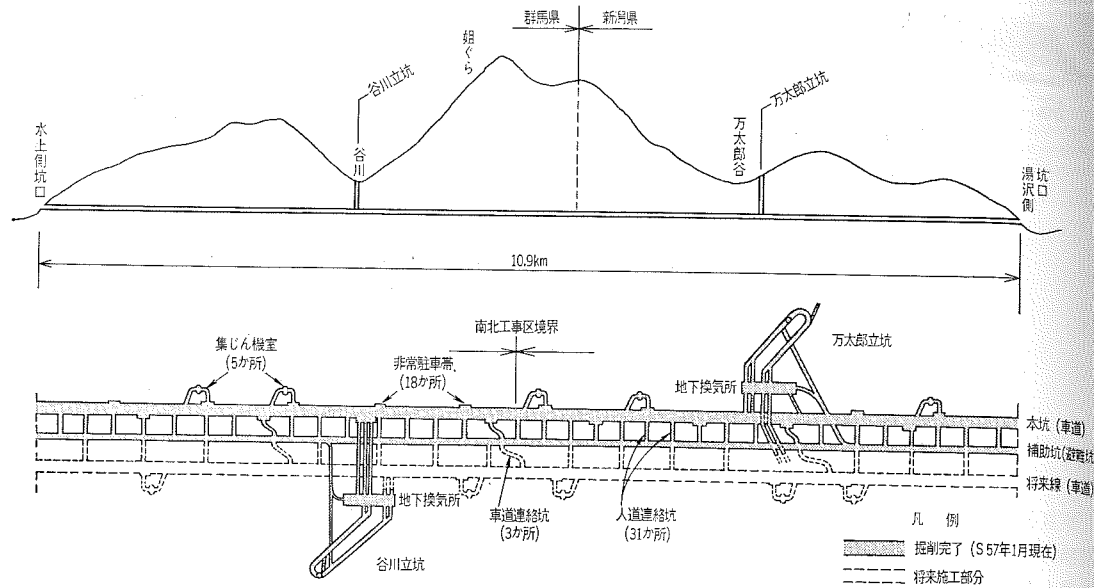 群馬県
新潟県
俎ぐら
谷川立坑
万太郎立坑
水上側坑口
谷川
万太郎谷
湯沢側坑口
10.9km
南北工事区境界
集じん機室
(5か所)
非常駐車帯
(18か所)
万太郎立坑
地下換気所
本坑(車道)
補助坑(避難坑
将来線(車道)
地下換気所
車道連絡坑
(3か所)
人道連絡坑
(31か所)
谷川立坑
凡 例
掘削完了(S57年1月現在)
将来施工部分